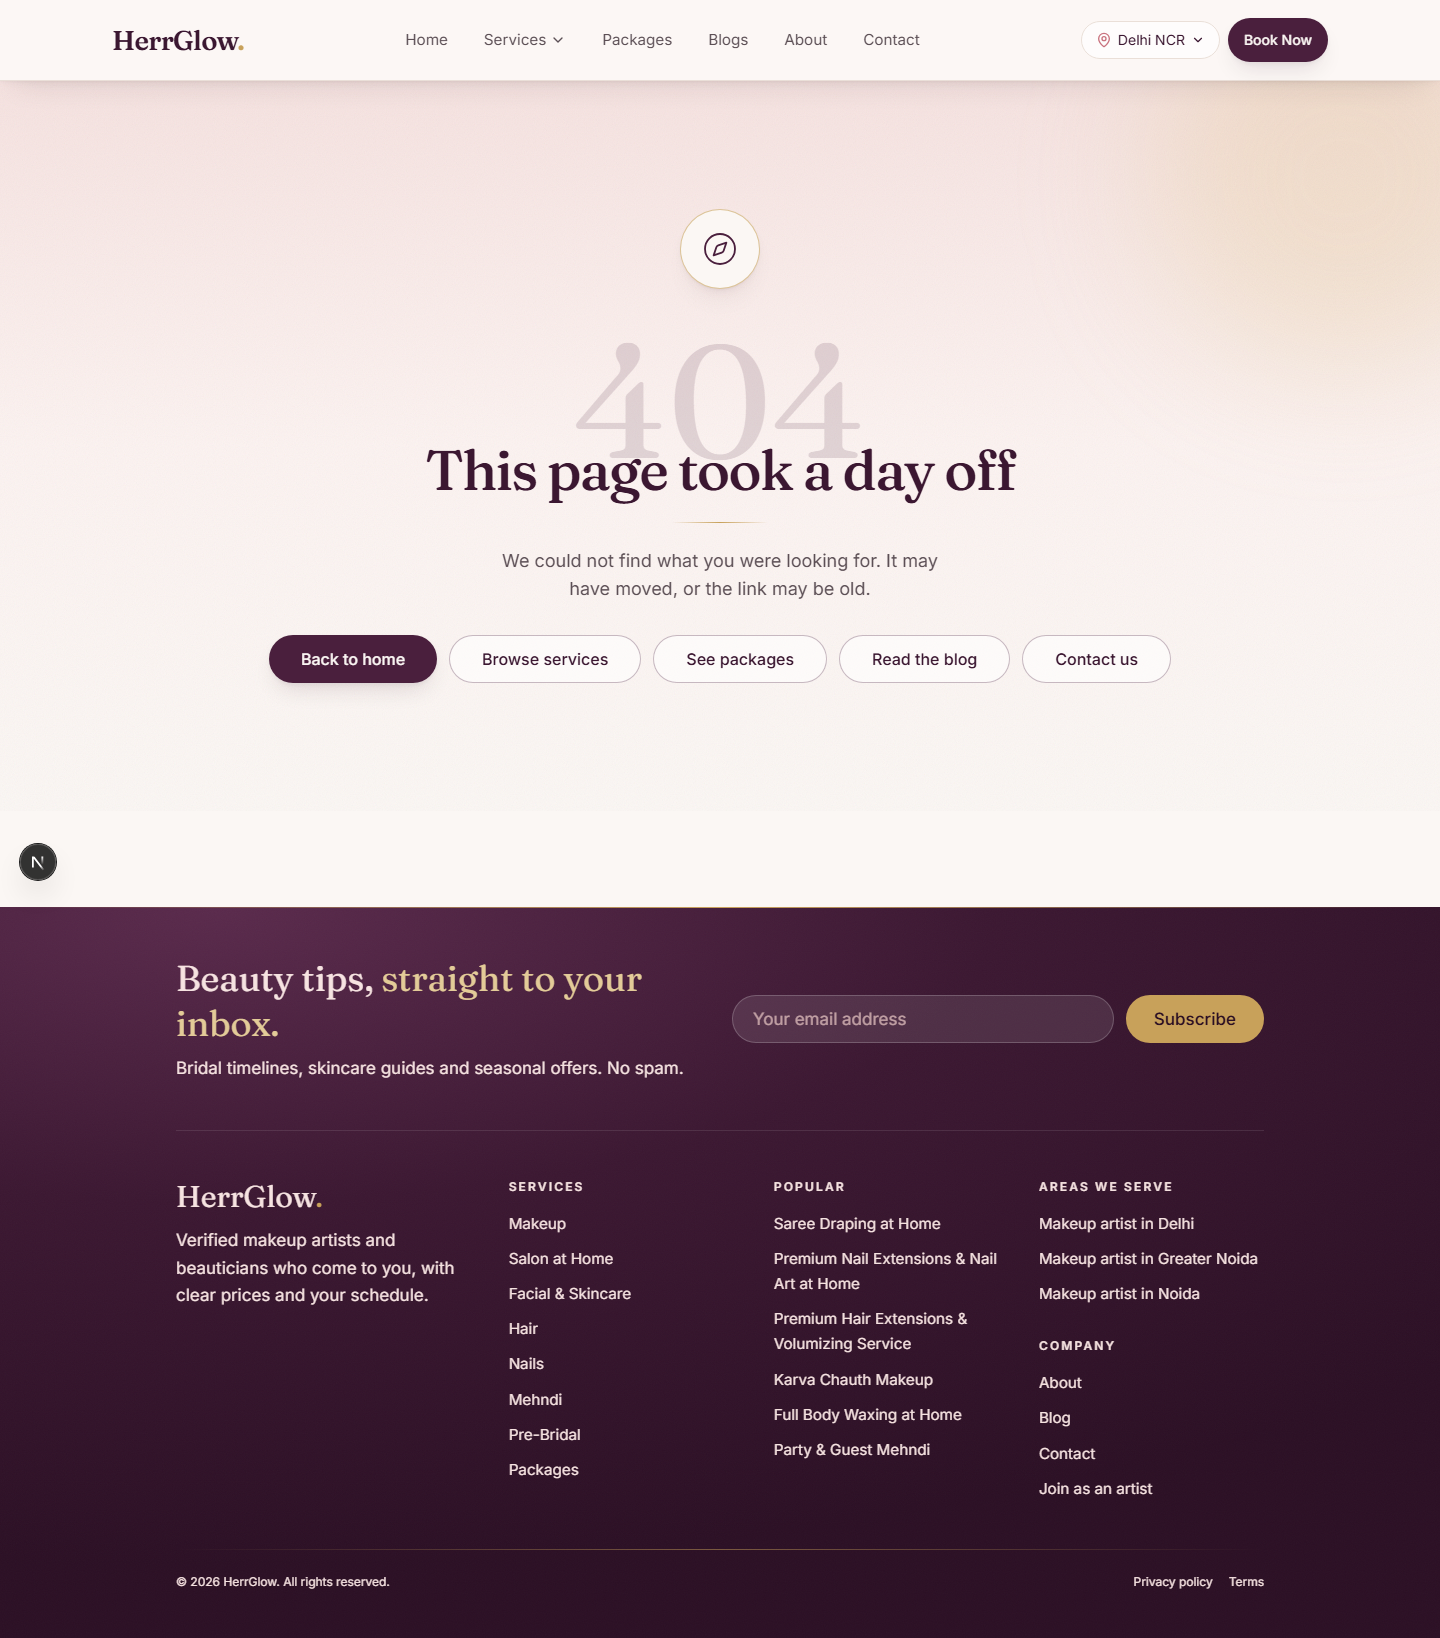 HerrGlow.
Home
Services
Packages
Blogs
About
Contact
Delhi NCR
Book Now
404
This page took a day off
We could not find what you were looking for. It may
have moved, or the link may be old.
Back to home
Browse services
See packages
Read the blog
Contact us
N
Beauty tips, straight to your
inbox.
Bridal timelines, skincare guides and seasonal offers. No spam.
Your email address
Subscribe
HerrGlow.
Verified makeup artists and
beauticians who come to you, with
clear prices and your schedule.
SERVICES
Makeup
Salon at Home
Facial & Skincare
Hair
Nails
Mehndi
Pre-Bridal
Packages
POPULAR
Saree Draping at Home
Premium Nail Extensions & Nail
Art at Home
Premium Hair Extensions &
Volumizing Service
Karva Chauth Makeup
Full Body Waxing at Home
Party & Guest Mehndi
AREAS WE SERVE
Makeup artist in Delhi
Makeup artist in Greater Noida
Makeup artist in Noida
COMPANY
About
Blog
Contact
Join as an artist
© 2026 HerrGlow. All rights reserved.
Privacy policy
Terms